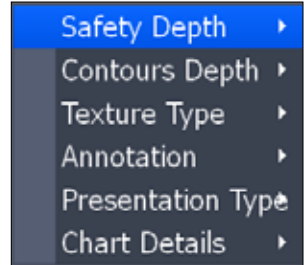 Safety Depth
Contours Depth
Texture Type
Annotation
Presentation Type
Chart Details